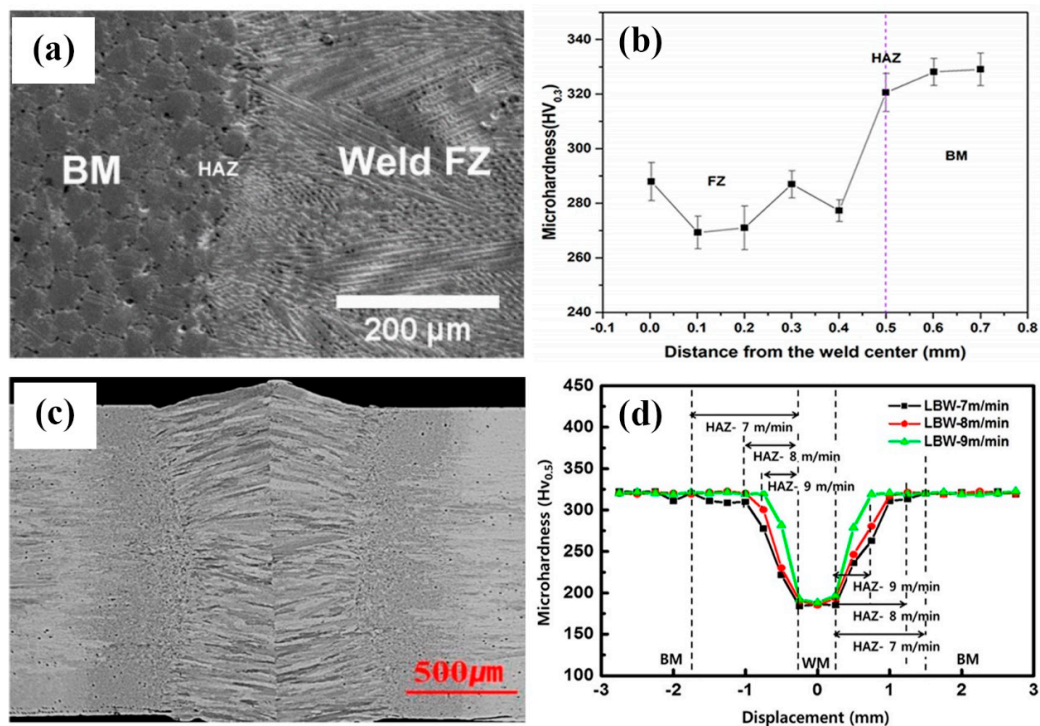 (a)
BM
HAZ
Weld FZ
200 μm
(b)
Microhardness(HV0.3)
340
320
300
280
260
240
HAZ
FZ
BM
-0.1 0.0 0.1 0.2 0.3 0.4 0.5 0.6 0.7 0.8
Distance from the weld center (mm)
(c)
500μm
(d)
Microhardness (Hv0.5)
450
400
350
300
250
200
150
100
LBW-7m/min
LBW-8m/min
LBW-9m/min
HAZ- 7 m/min
HAZ- 8 m/min
HAZ- 9 m/min
HAZ- 9 m/min
HAZ- 8 m/min
HAZ- 7 m/min
BM WM BM
-3 -2 -1 0 1 2 3
Displacement (mm)